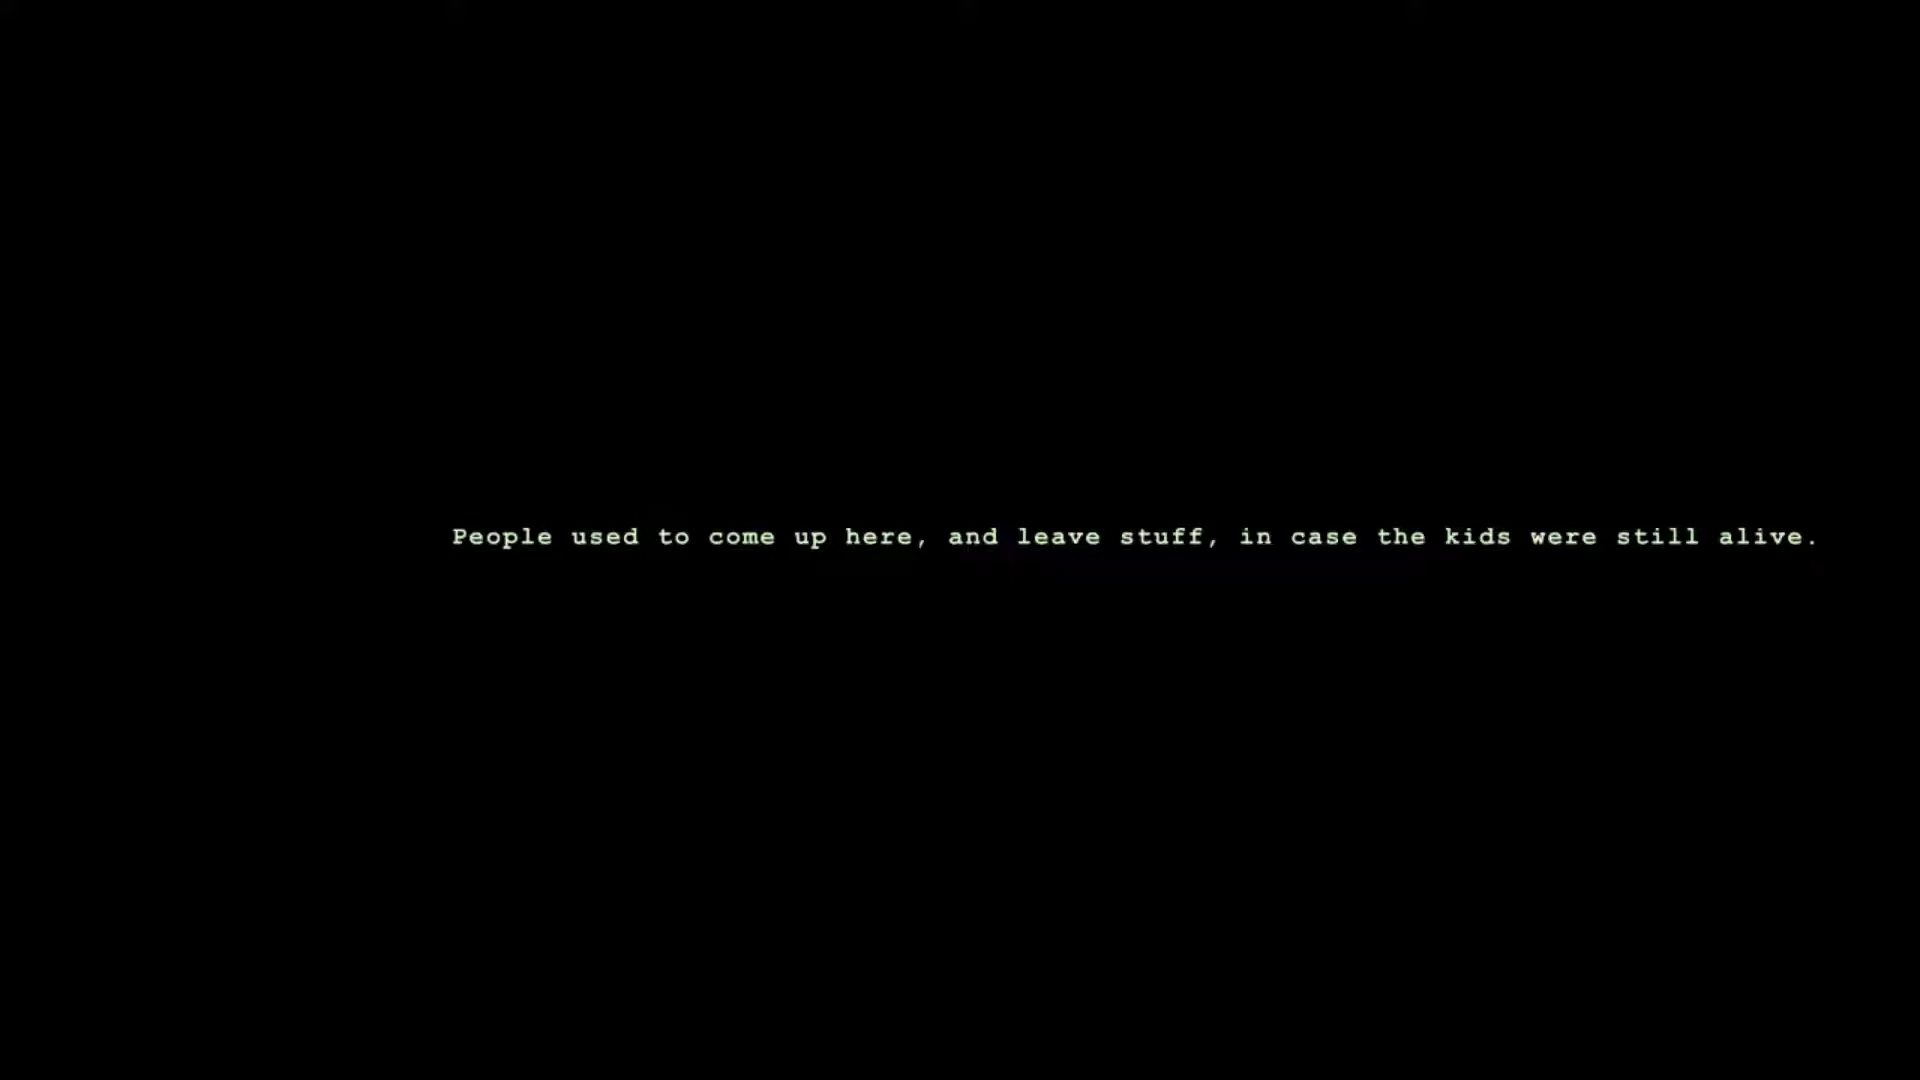 People used to come up here, and leave stuff, in case the kids were still alive.